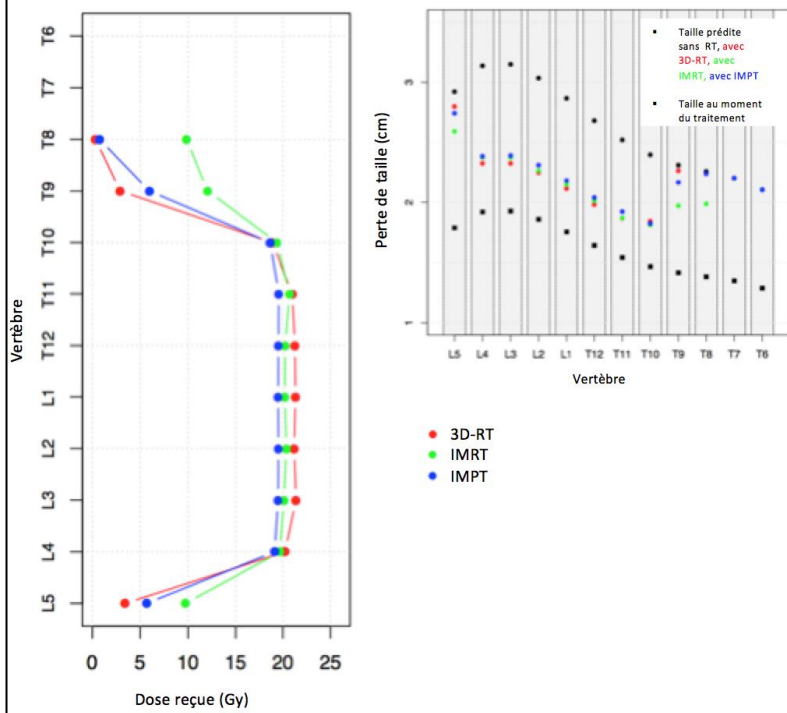 T6
T7
T8
T9
T10
T11
T12
L1
L2
L3
L4
L5
Vertèbre
0 5 10 15 20 25
Dose reçue (Gy)
Perte de taille (cm)
3
2
1
Taille prédite
sans RT, avec
3D-RT, avec
IMRT, avec IMPT
Taille au moment
du traitement
L5 L4 L3 L2 L1 T12 T11 T10 T9 T8 T7 T6
Vertèbre
3D-RT
IMRT
IMPT